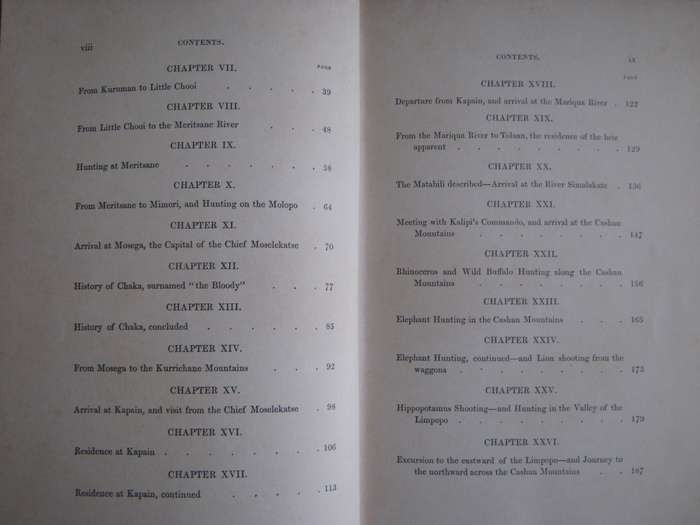 viii
CONTENTS.
CHAPTER VII.
PAGE
From Kuruman to Little Chooi . . . . . 39
CHAPTER VIII.
From Little Chooi to the Meritsane River . . . 48
CHAPTER IX.
Hunting at Meritsane . . . . . . 58
CHAPTER X.
From Meritsane to Mimori, and Hunting on the Molopo . 64
CHAPTER XI.
Arrival at Mosega, the Capital of the Chief Moselekatse . 70
CHAPTER XII.
History of Chaka, surnamed "the Bloody" . . . 77
CHAPTER XIII.
History of Chaka, concluded . . . . . 85
CHAPTER XIV.
From Mosega to the Kurrichane Mountains . . . 92
CHAPTER XV.
Arrival at Kapain, and visit from the Chief Moselekatse . 98
CHAPTER XVI.
Residence at Kapain . . . . . . . 106
CHAPTER XVII.
Residence at Kapain, continued . . . . 113
CONTENTS.
ix
PAGE
CHAPTER XVIII.
Departure from Kapain, and arrival at the Mariqua River . 122
CHAPTER XIX.
From the Mariqua River to Tolaan, the residence of the heir
apparent . . . . . . . . 129
CHAPTER XX.
The Matabili described—Arrival at the River Simalakate . 136
CHAPTER XXI.
Meeting with Kalipi's Commando, and arrival at the Cashan
Mountains . . . . . . . 147
CHAPTER XXII.
Rhinoceros and Wild Buffalo Hunting along the Cashan
Mountains . . . . . . . 156
CHAPTER XXIII.
Elephant Hunting in the Cashan Mountains . . . 165
CHAPTER XXIV.
Elephant Hunting, continued—and Lion shooting from the
waggons . . . . . . . . 173
CHAPTER XXV.
Hippopotamus Shooting—and Hunting in the Valley of the
Limpopo . . . . . . . . 179
CHAPTER XXVI.
Excursion to the eastward of the Limpopo—and Journey to
the northward across the Cashan Mountains . . 187